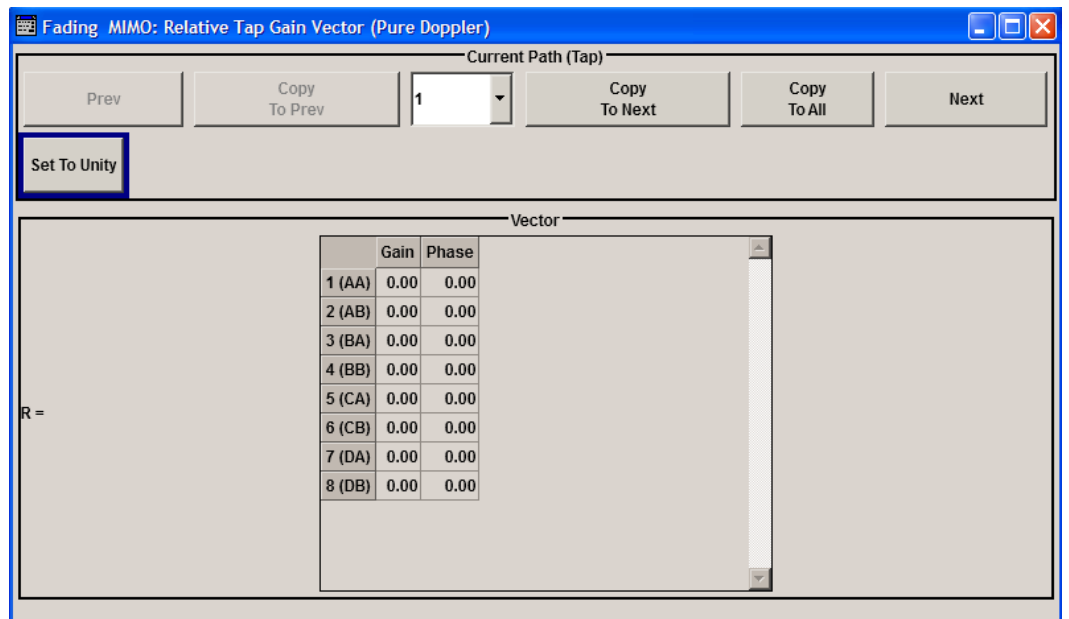 Fading MIMO: Relative Tap Gain Vector (Pure Doppler)
Current Path (Tap)
Prev
Copy
To Prev
1
Copy
To Next
Copy
To All
Next
Set To Unity
Vector
Gain Phase
1 (AA) 0.00 0.00
2 (AB) 0.00 0.00
3 (BA) 0.00 0.00
4 (BB) 0.00 0.00
5 (CA) 0.00 0.00
R =
6 (CB) 0.00 0.00
7 (DA) 0.00 0.00
8 (DB) 0.00 0.00